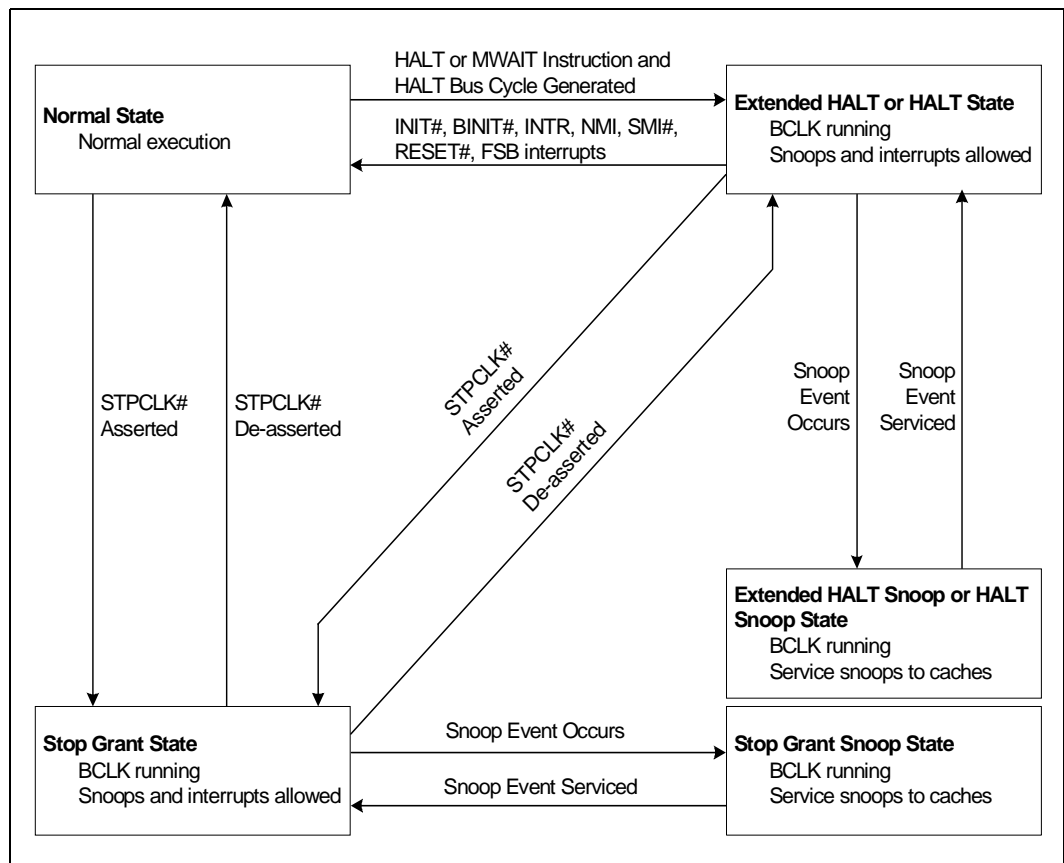 HALT or MWAIT Instruction and
HALT Bus Cycle Generated
Normal State
Normal execution
INIT#, BINIT#, INTR, NMI, SMI#,
RESET#, FSB interrupts
Extended HALT or HALT State
BCLK running
Snoops and interrupts allowed
STPCLK#
Asserted
STPCLK#
De-asserted
STPCLK#
Asserted
STPCLK#
De-asserted
Snoop
Event
Occurs
Snoop
Event
Serviced
Extended HALT Snoop or HALT
Snoop State
BCLK running
Service snoops to caches
Stop Grant State
BCLK running
Snoops and interrupts allowed
Snoop Event Occurs
Snoop Event Serviced
Stop Grant Snoop State
BCLK running
Service snoops to caches